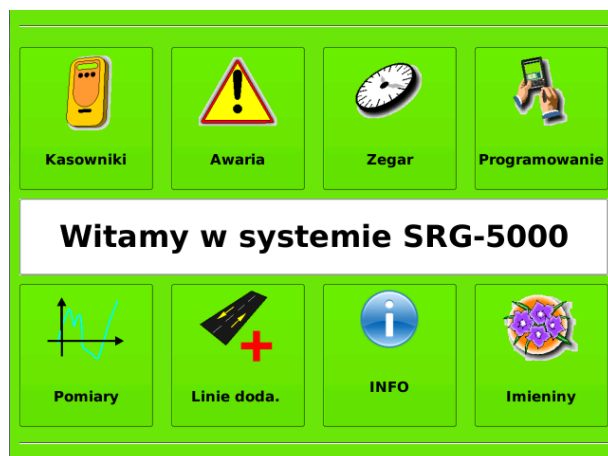 Kasowniki
Awaria
Zegar
Programowanie
Witamy w systemie SRG-5000
Pomiary
Linie doda.
INFO
Imieniny